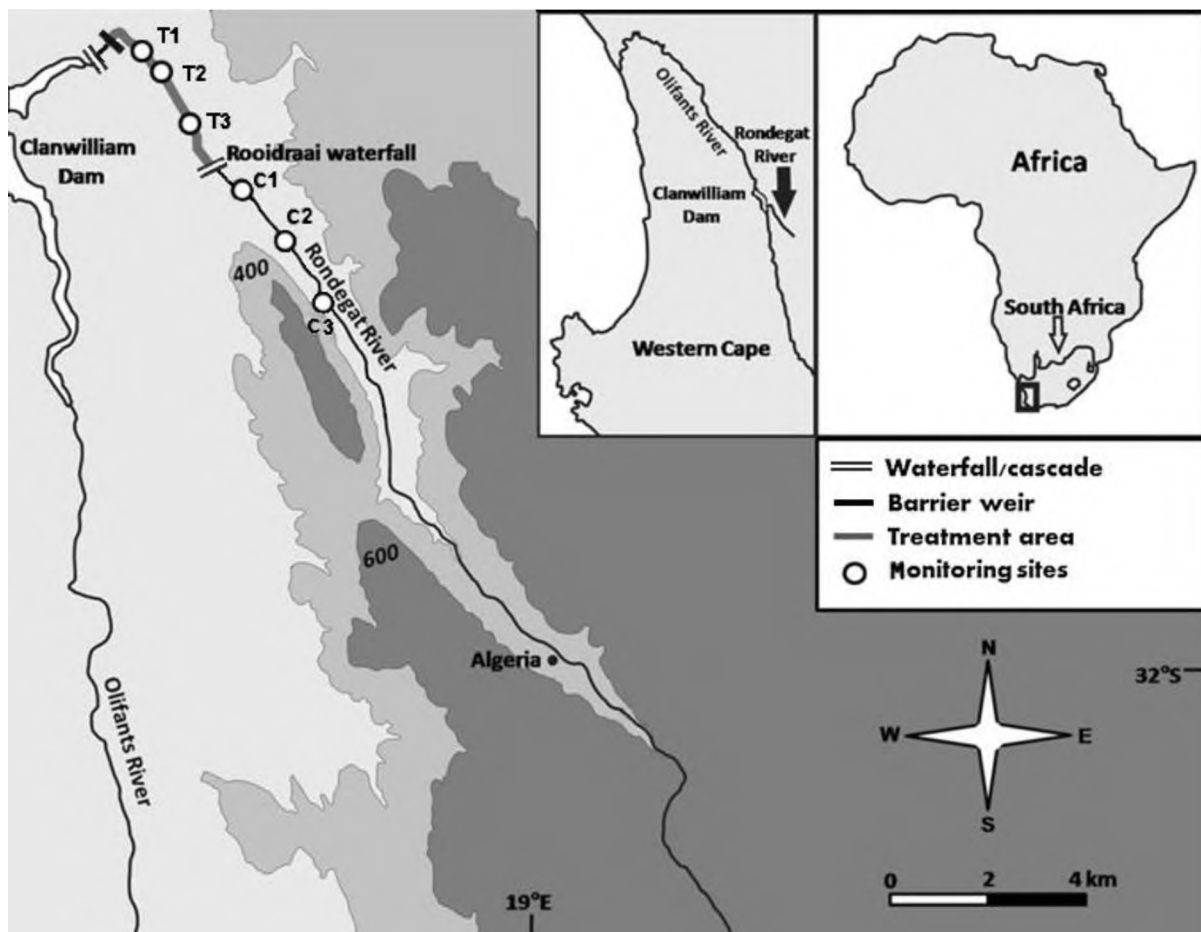 T1
T2
T3
Clanwilliam
Dam
Rooidraai waterfall
C1
C2
C3
Rondegat River
400
600
Algeria
Olifants River
19°E
Olifants River
Rondegat
River
Clanwilliam
Dam
Western Cape
Africa
South Africa
Waterfall/cascade
Barrier weir
Treatment area
Monitoring sites
32°S
N
W
E
S
0
2
4 km